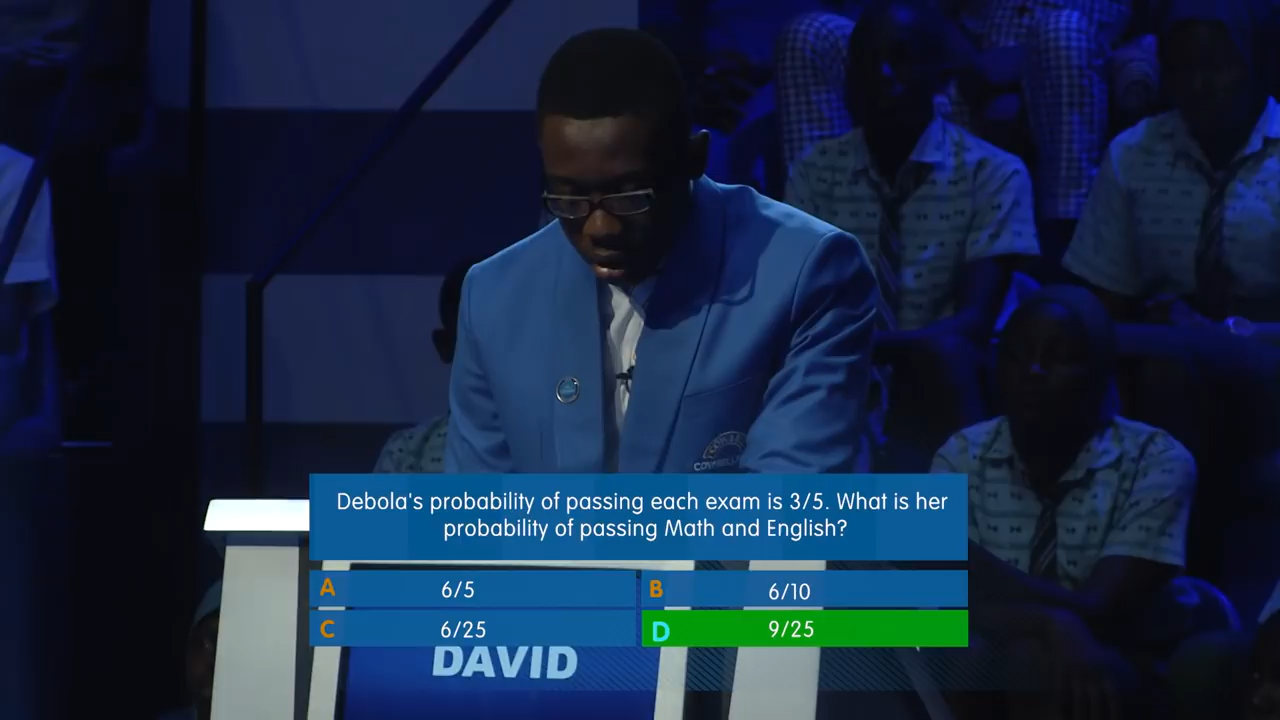 Debola's probability of passing each exam is 3/5. What is her
probability of passing Math and English?
A 6/5
B 6/10
C 6/25
D 9/25
DAVID